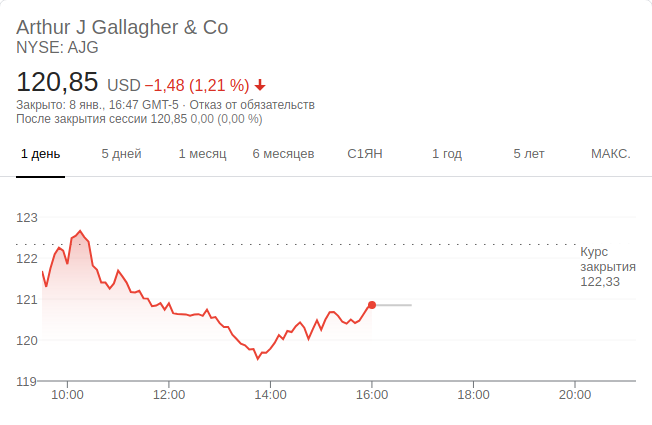 Arthur J Gallagher & Co
NYSE: AJG
120,85 USD −1,48 (1,21 %)
Закрыто: 8 янв., 16:47 GMT-5 · Отказ от обязательств
После закрытия сессии 120,85 0,00 (0,00 %)
1 день 5 дней 1 месяц 6 месяцев С1ЯН 1 год 5 лет МАКС.
123
Курс
закрытия
122,33
122
121
120
119
10:00 12:00 14:00 16:00 18:00 20:00